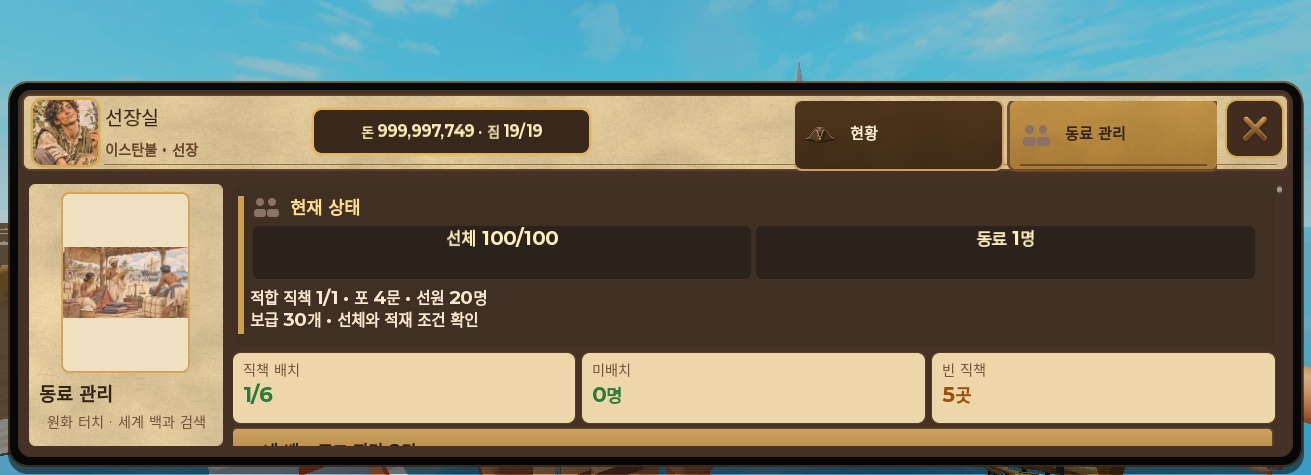 선장실
이스탄불 • 선장
돈 999,997,749 · 짐 19/19
현황
동료 관리
현재 상태
선체 100/100
동료 1명
적합 직책 1/1 • 포 4문 • 선원 20명
보급 30개 • 선체와 적재 조건 확인
직책 배치
1/6
미배치
0명
빈 직책
5곳
동료 관리
원화 터치 · 세계 백과 검색